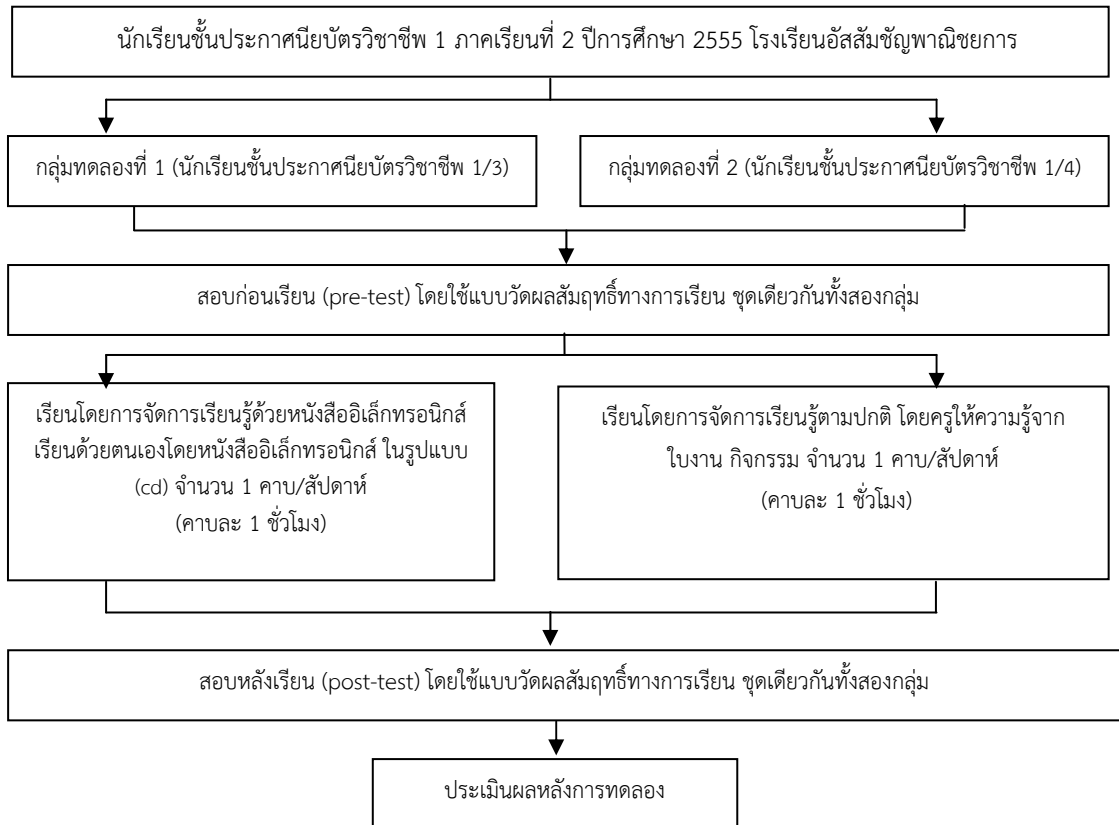 นักเรียนชั้นประกาศนียบัตรวิชาชีพ 1 ภาคเรียนที่ 2 ปีการศึกษา 2555 โรงเรียนอัสสัมชัญพาณิชยการ
กลุ่มทดลองที่ 1 (นักเรียนชั้นประกาศนียบัตรวิชาชีพ 1/3)
กลุ่มทดลองที่ 2 (นักเรียนชั้นประกาศนียบัตรวิชาชีพ 1/4)
สอบก่อนเรียน (pre-test) โดยใช้แบบวัดผลสัมฤทธิ์ทางการเรียน ชุดเดียวกันทั้งสองกลุ่ม
เรียนโดยการจัดการเรียนรู้ด้วยหนังสืออิเล็กทรอนิกส์
เรียนด้วยตนเองโดยหนังสืออิเล็กทรอนิกส์ ในรูปแบบ
(cd) จำนวน 1 คาบ/สัปดาห์
(คาบละ 1 ชั่วโมง)
เรียนโดยการจัดการเรียนรู้ตามปกติ โดยครูให้ความรู้จาก
ใบงาน กิจกรรม จำนวน 1 คาบ/สัปดาห์
(คาบละ 1 ชั่วโมง)
สอบหลังเรียน (post-test) โดยใช้แบบวัดผลสัมฤทธิ์ทางการเรียน ชุดเดียวกันทั้งสองกลุ่ม
ประเมินผลหลังการทดลอง